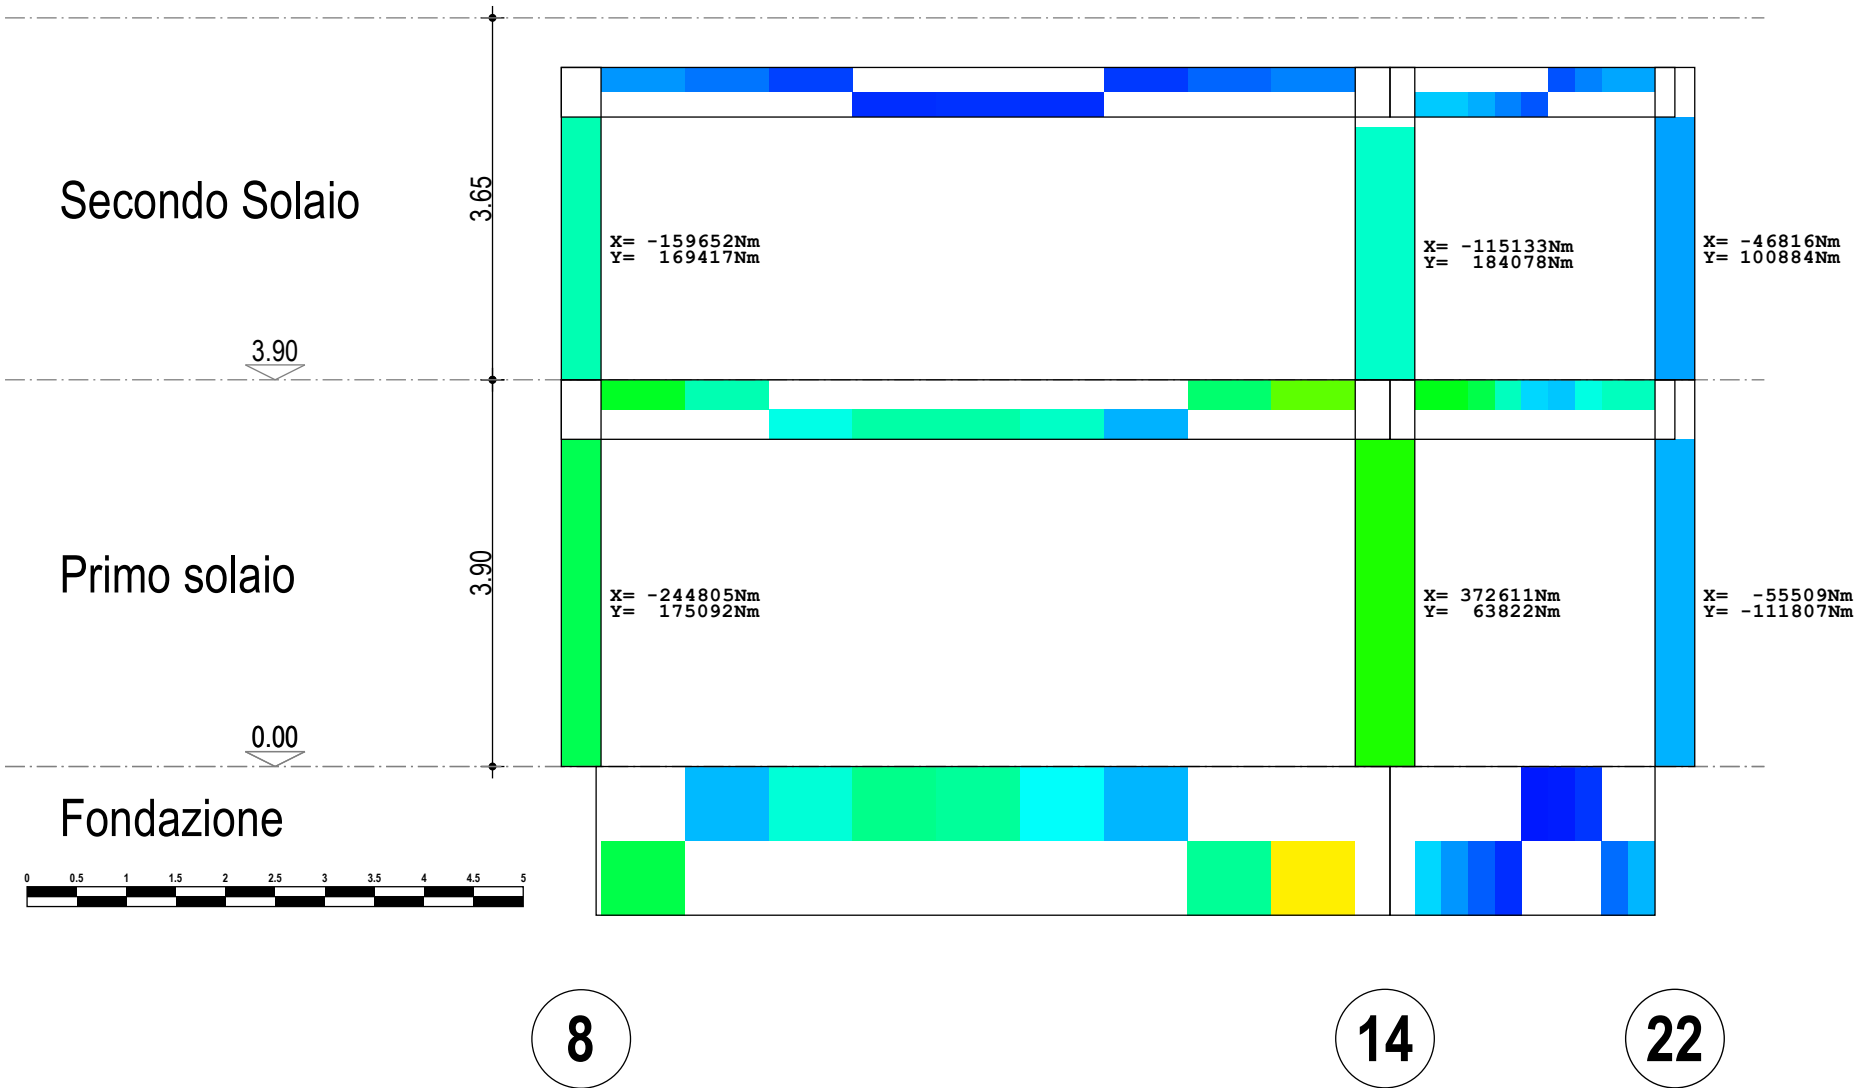 Secondo Solaio
3.65
X= -159652Nm
Y= 169417Nm
X= -115133Nm
Y= 184078Nm
X= -46816Nm
Y= 100884Nm
3.90
Primo solaio
3.90
X= -244805Nm
Y= 175092Nm
X= 372611Nm
Y= 63822Nm
X= -55509Nm
Y= -111807Nm
0.00
Fondazione
0 0.5 1 1.5 2 2.5 3 3.5 4 4.5 5
8 14 22